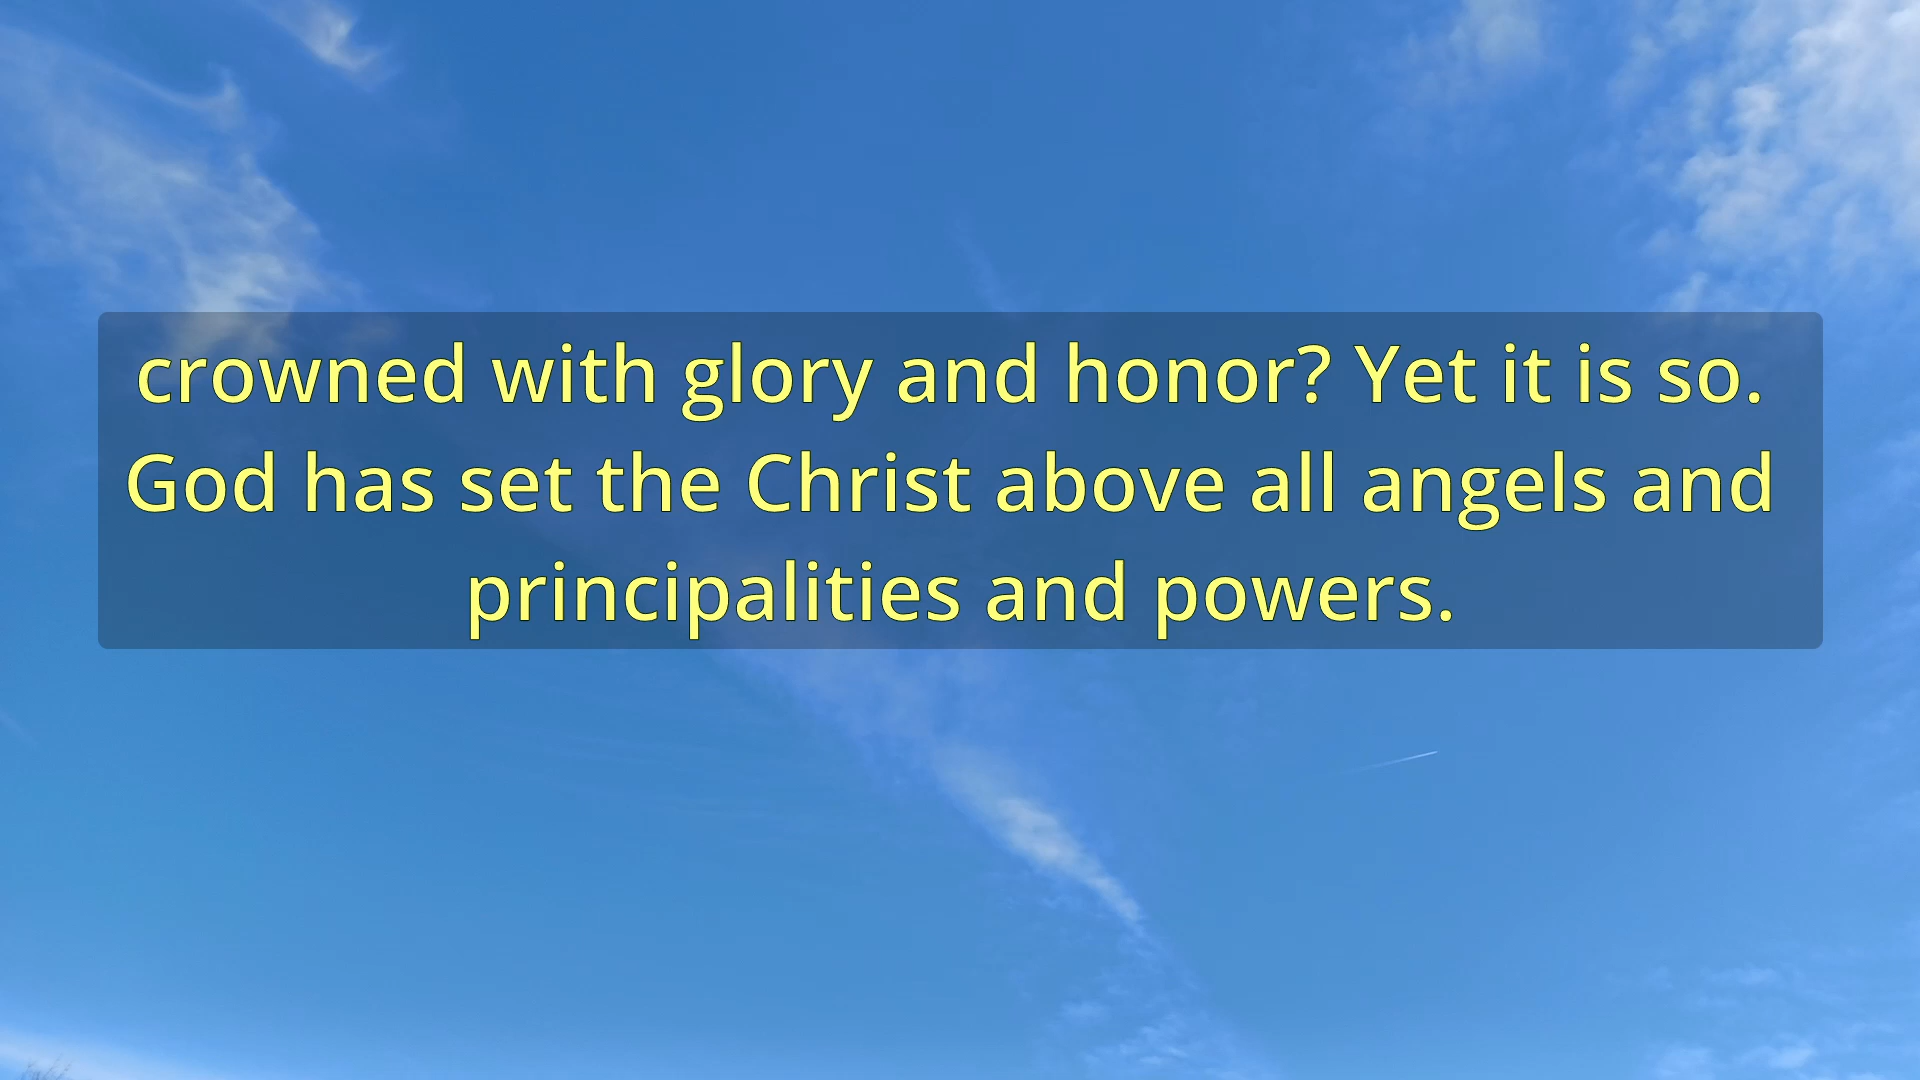 crowned with glory and honor? Yet it is so.
God has set the Christ above all angels and
principalities and powers.